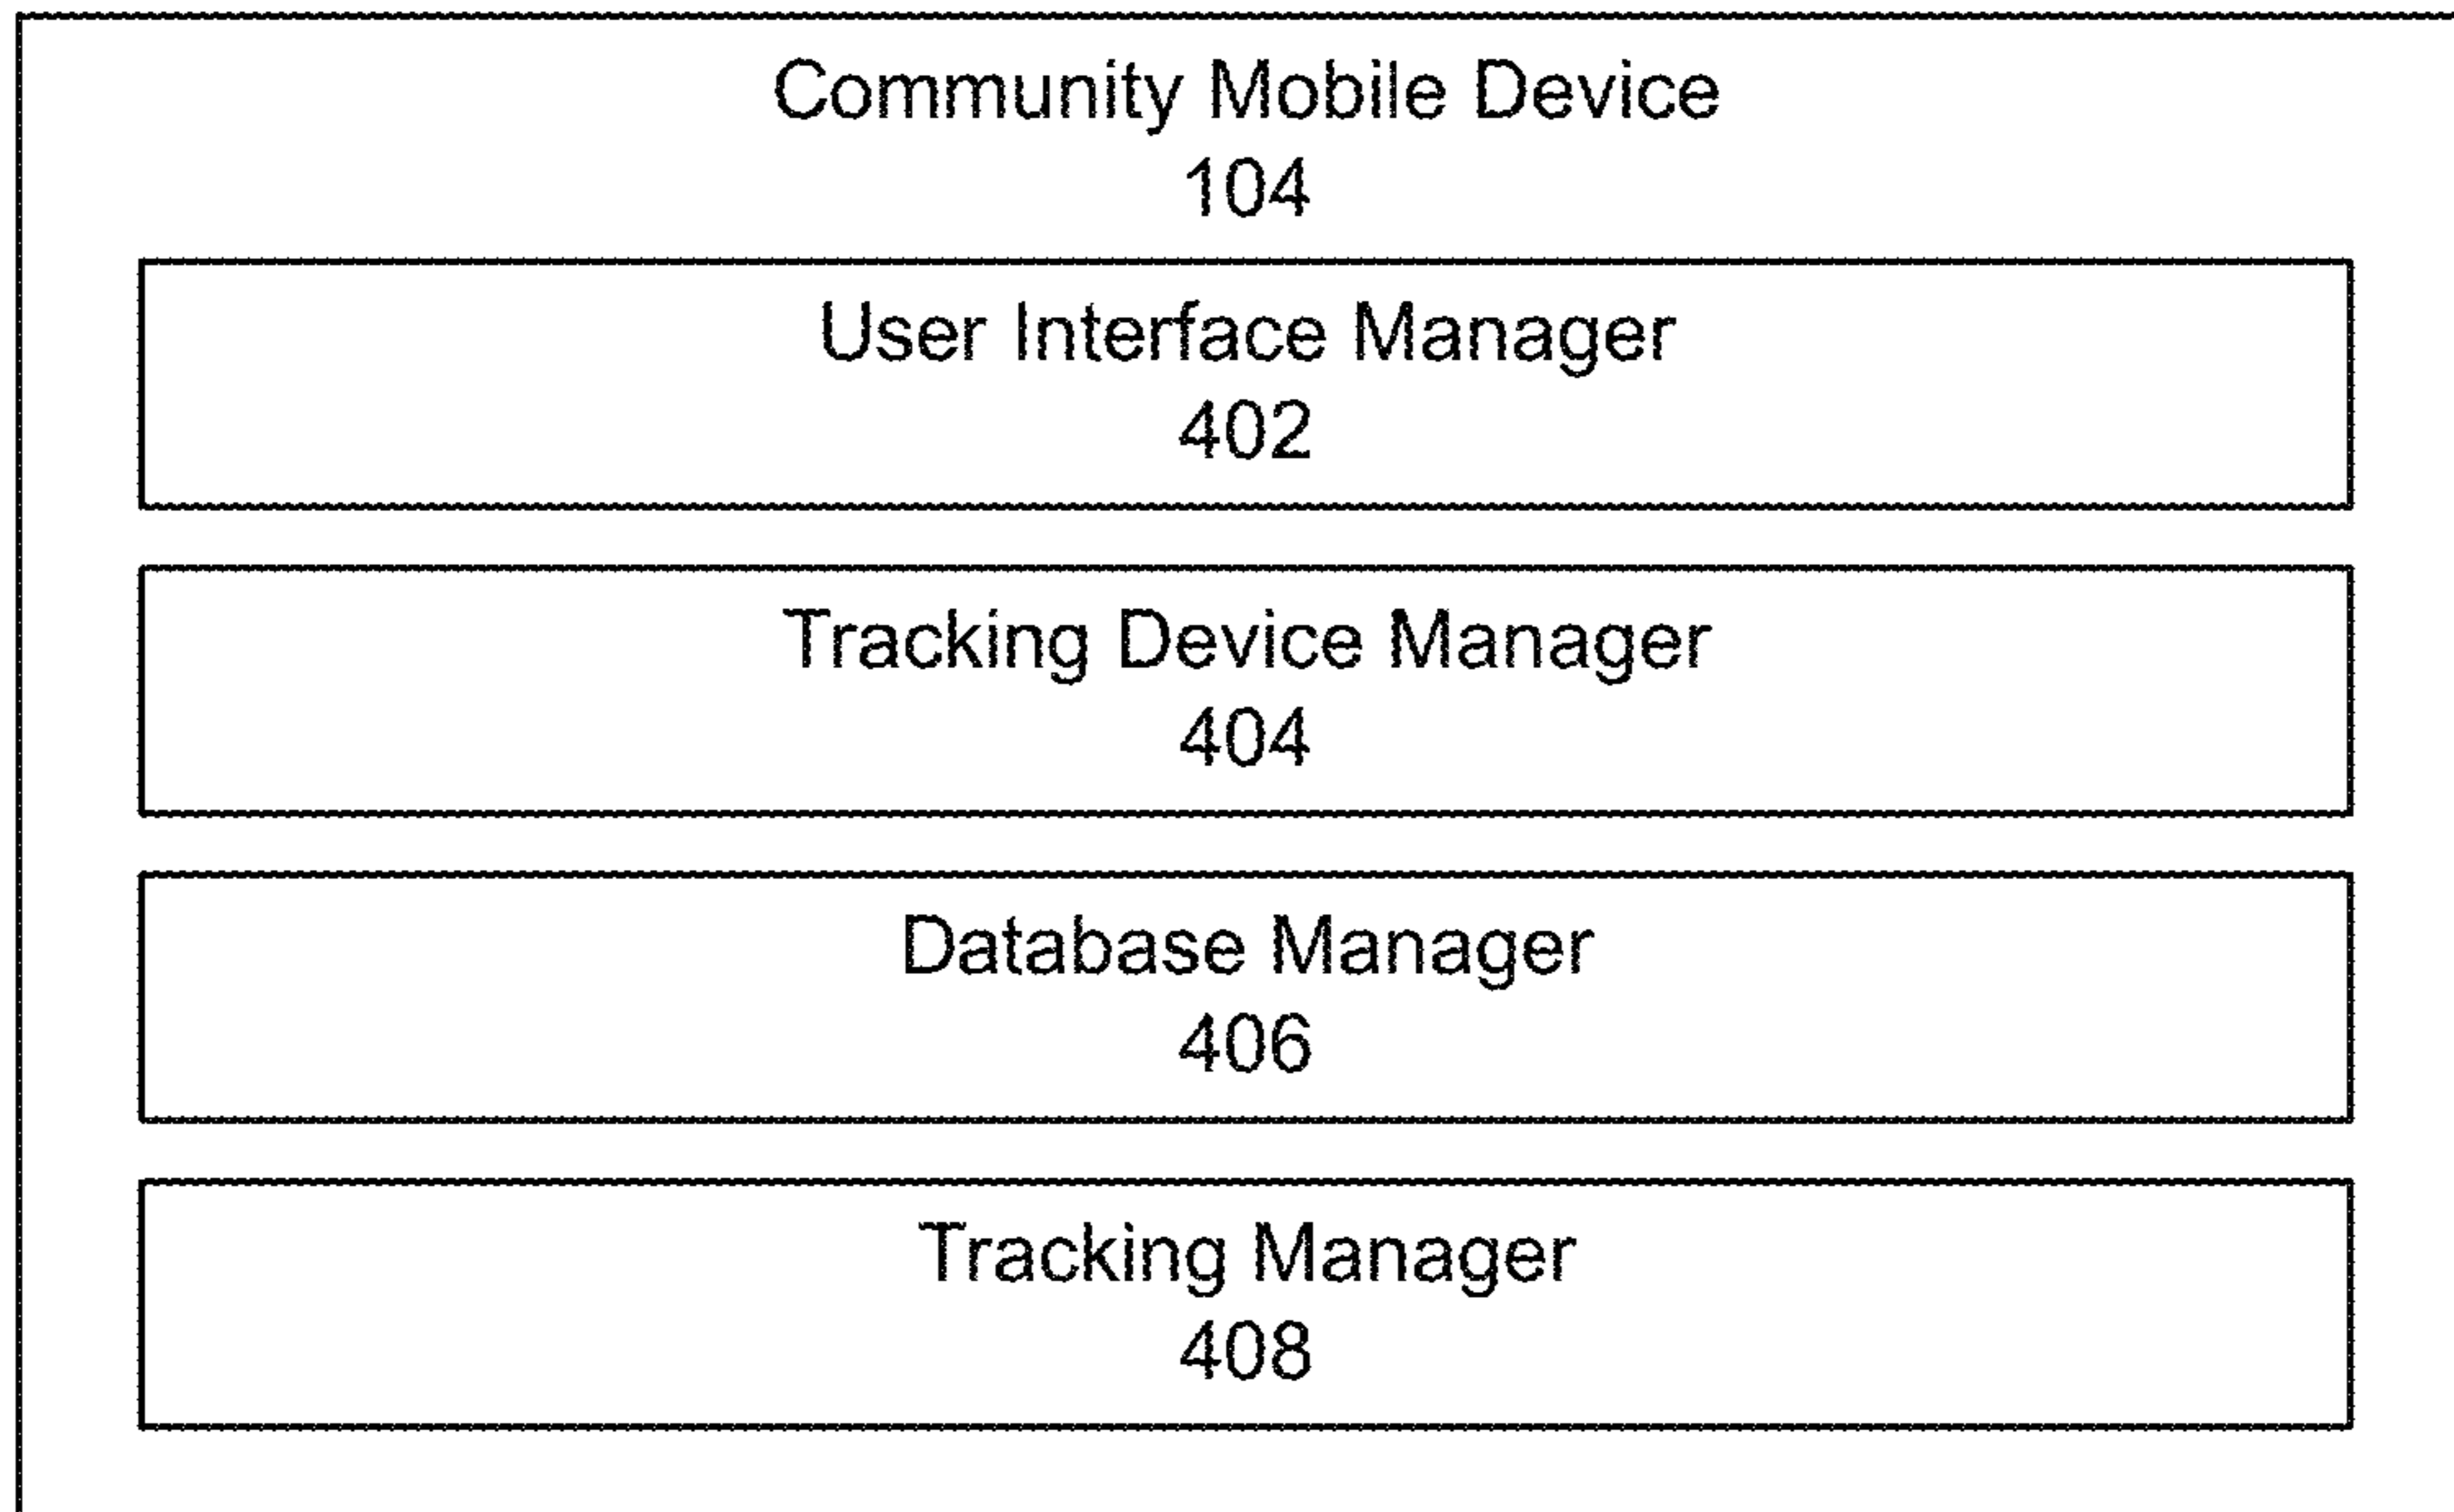 Community Mobile Device
104
User Interface Manager
402
Tracking Device Manager
404
Database Manager
406
Tracking Manager
408